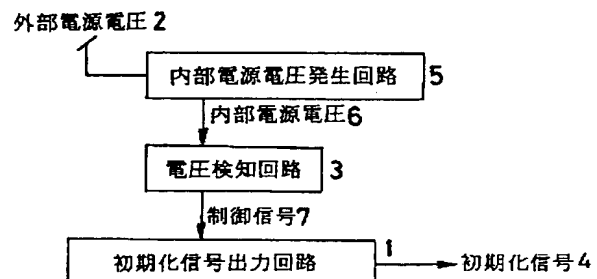 外部電源電圧2
内部電源電圧発生回路 5
内部電源電圧6
電圧検知回路 3
制御信号7
初期化信号出力回路 1
初期化信号4